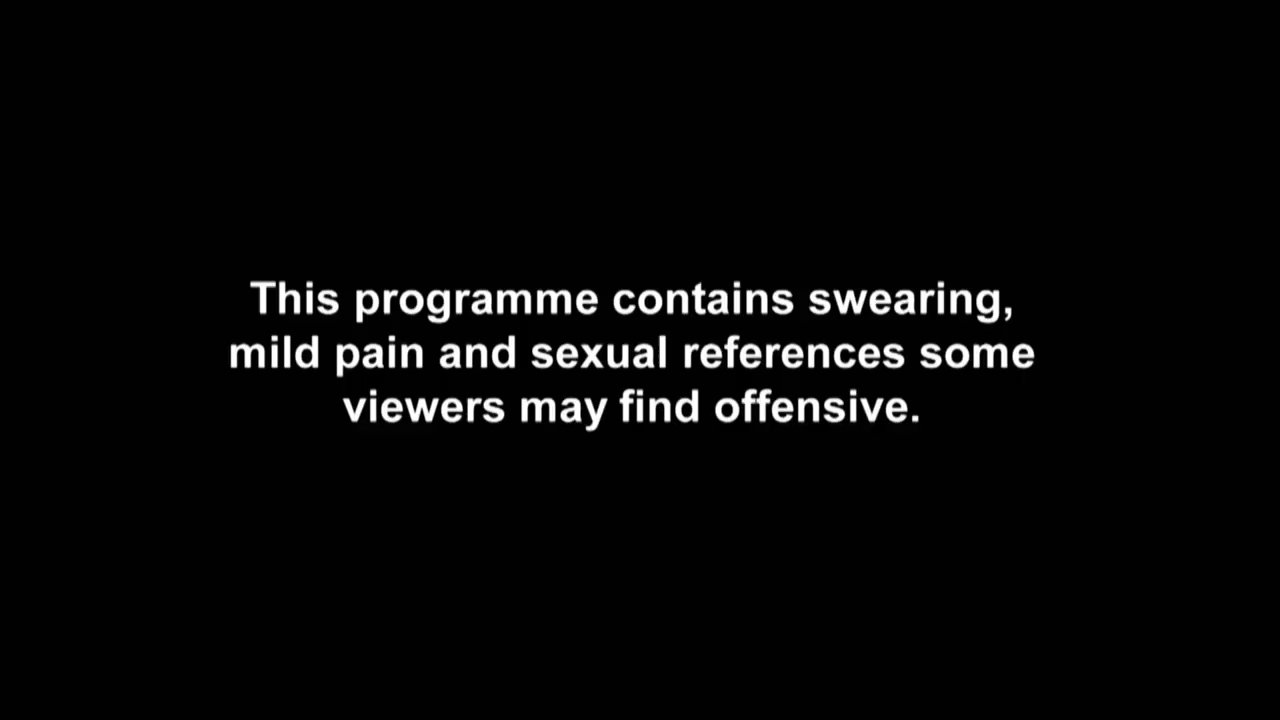 This programme contains swearing,
mild pain and sexual references some
viewers may find offensive.